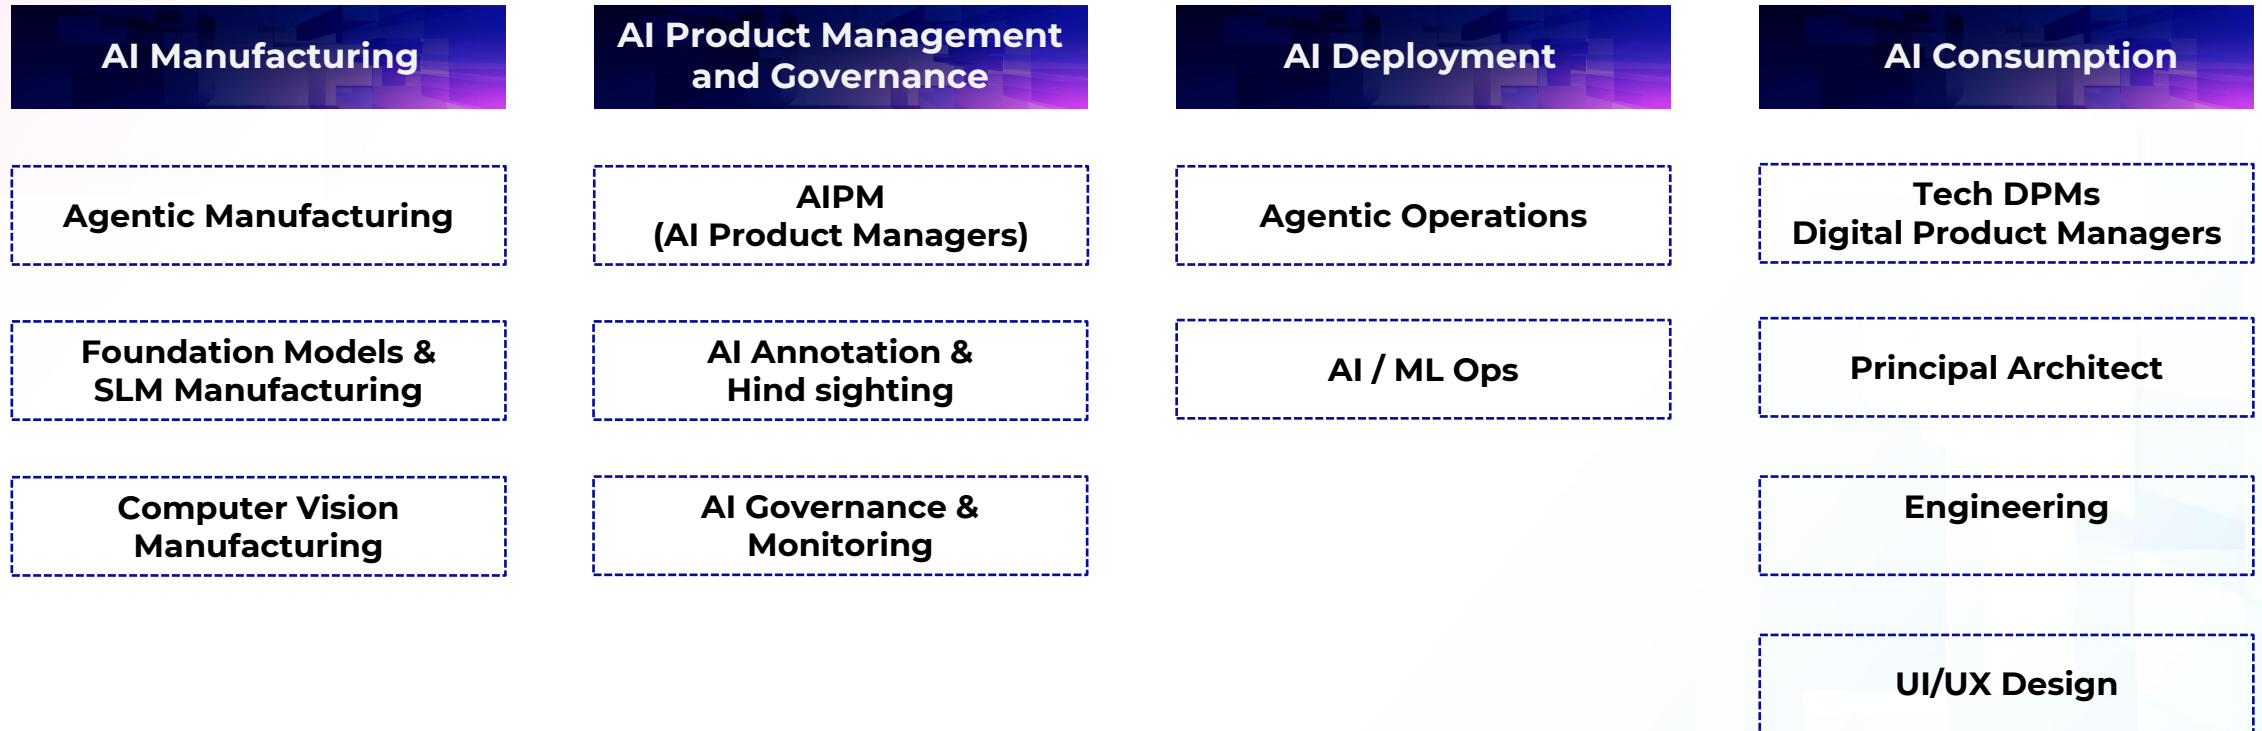 AI Manufacturing
Agentic Manufacturing
Foundation Models &
SLM Manufacturing
Computer Vision
Manufacturing
AI Product Management
and Governance
AIPM
(AI Product Managers)
AI Annotation &
Hind sighting
AI Governance &
Monitoring
AI Deployment
Agentic Operations
AI / ML Ops
AI Consumption
Tech DPMs
Digital Product Managers
Principal Architect
Engineering
UI/UX Design